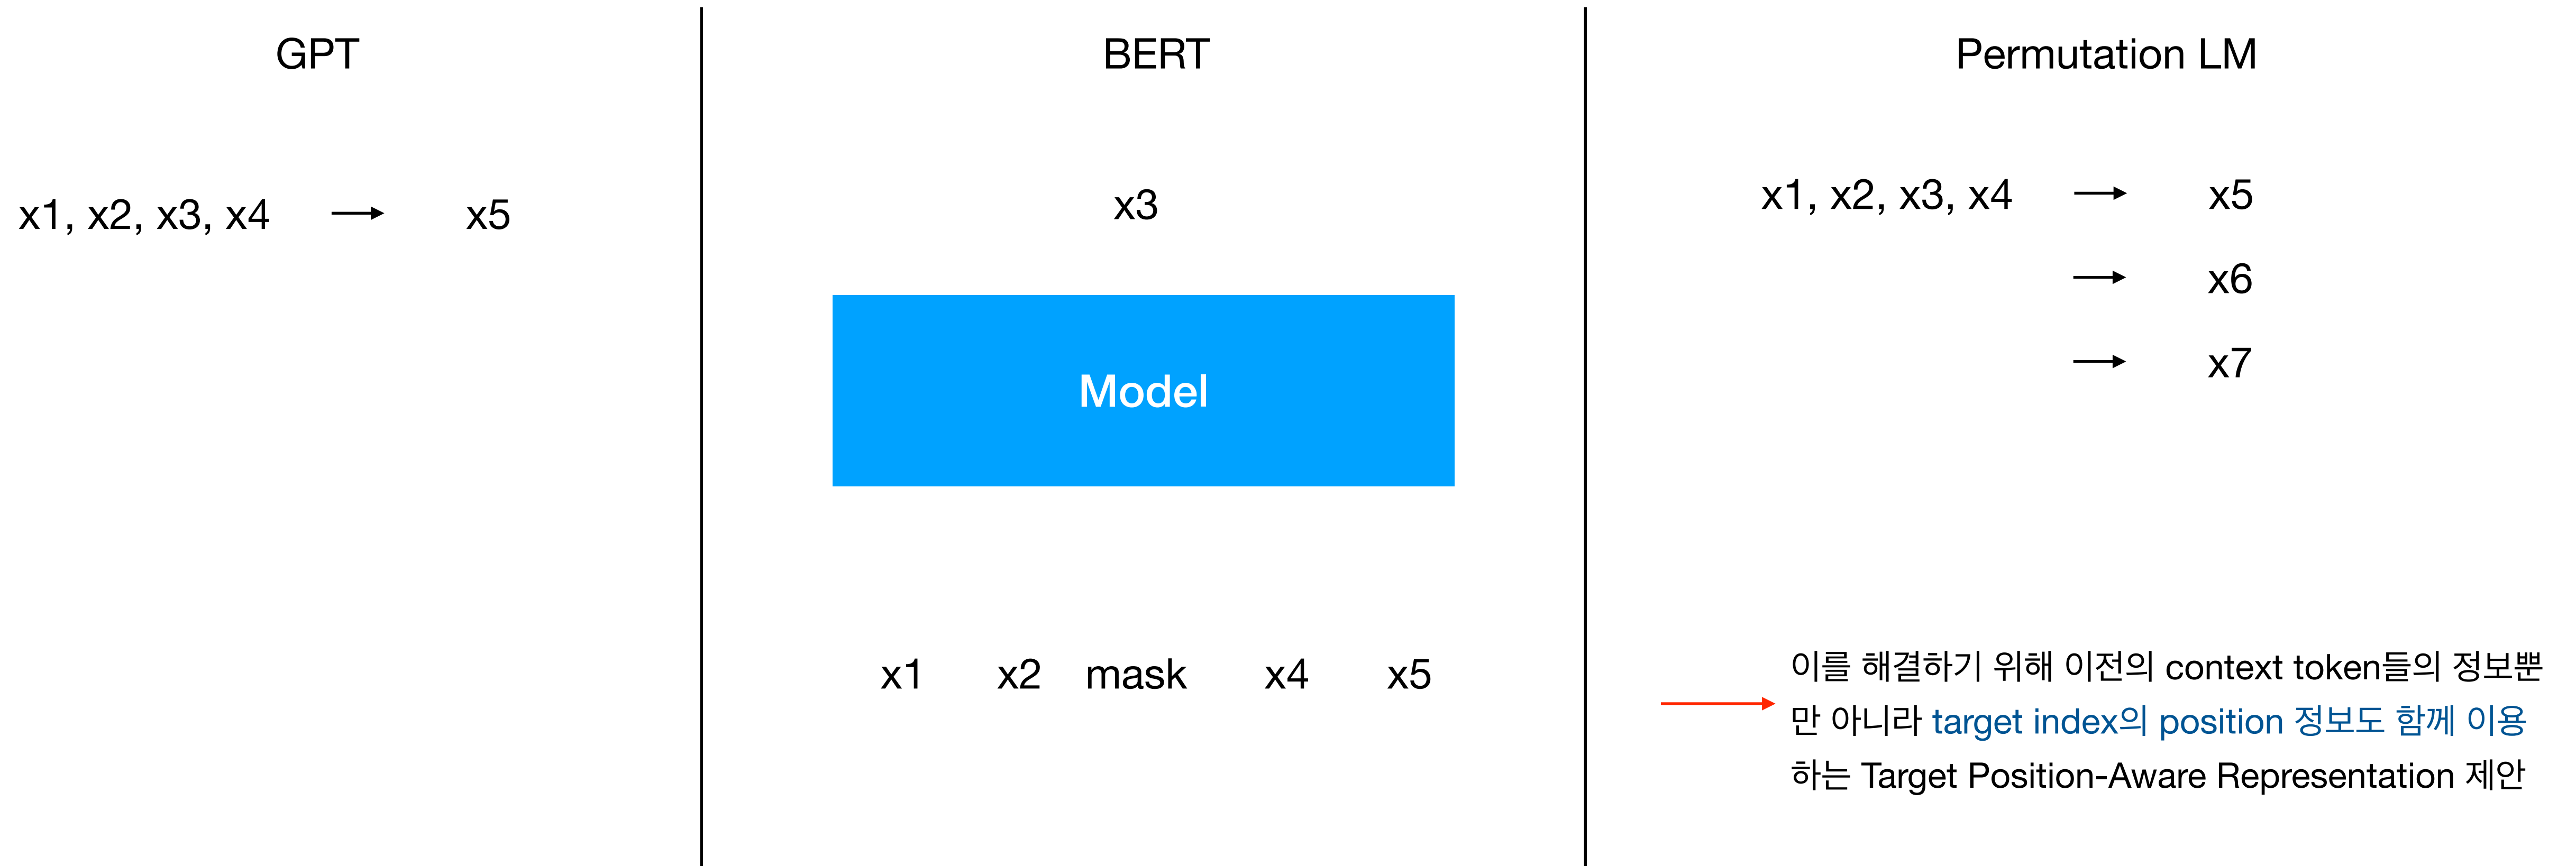 GPT
x1, x2, x3, x4 → x5
BERT
x3
Model
x1 x2 mask x4 x5
Permutation LM
x1, x2, x3, x4 → x5
→ x6
→ x7
이를 해결하기 위해 이전의 context token들의 정보뿐
만 아니라 target index의 position 정보도 함께 이용
하는 Target Position-Aware Representation 제안